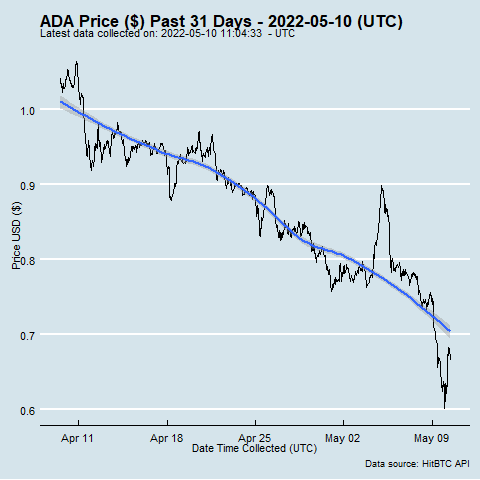 ADA Price ($) Past 31 Days - 2022-05-10 (UTC)
Latest data collected on: 2022-05-10 11:04:33 - UTC
Price USD ($)
1.0
0.9
0.8
0.7
0.6
Apr 11
Apr 18
Apr 25
May 02
May 09
Date Time Collected (UTC)
Data source: HitBTC API